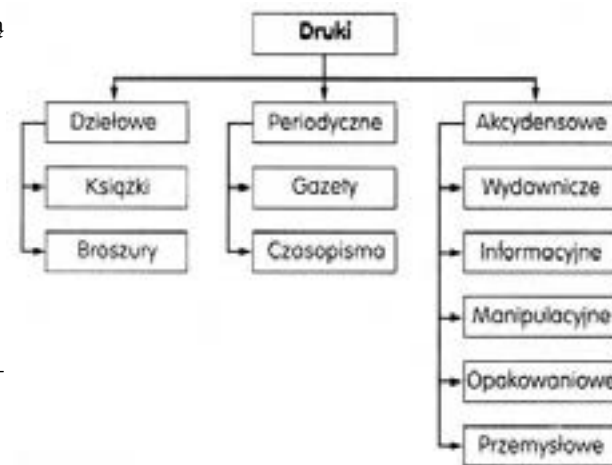 Druki
Dziełowe
Książki
Broszury
Periodyczne
Gazety
Czasopisma
Akcydensowe
Wydawnicze
Informacyjne
Manipulacyjne
Opakowaniowe
Przemysłowe